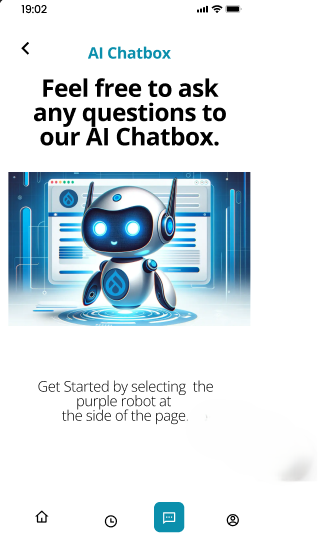 19:02
AI Chatbox
Feel free to ask
any questions to
our AI Chatbox.
Get Started by selecting the
purple robot at
the side of the page.